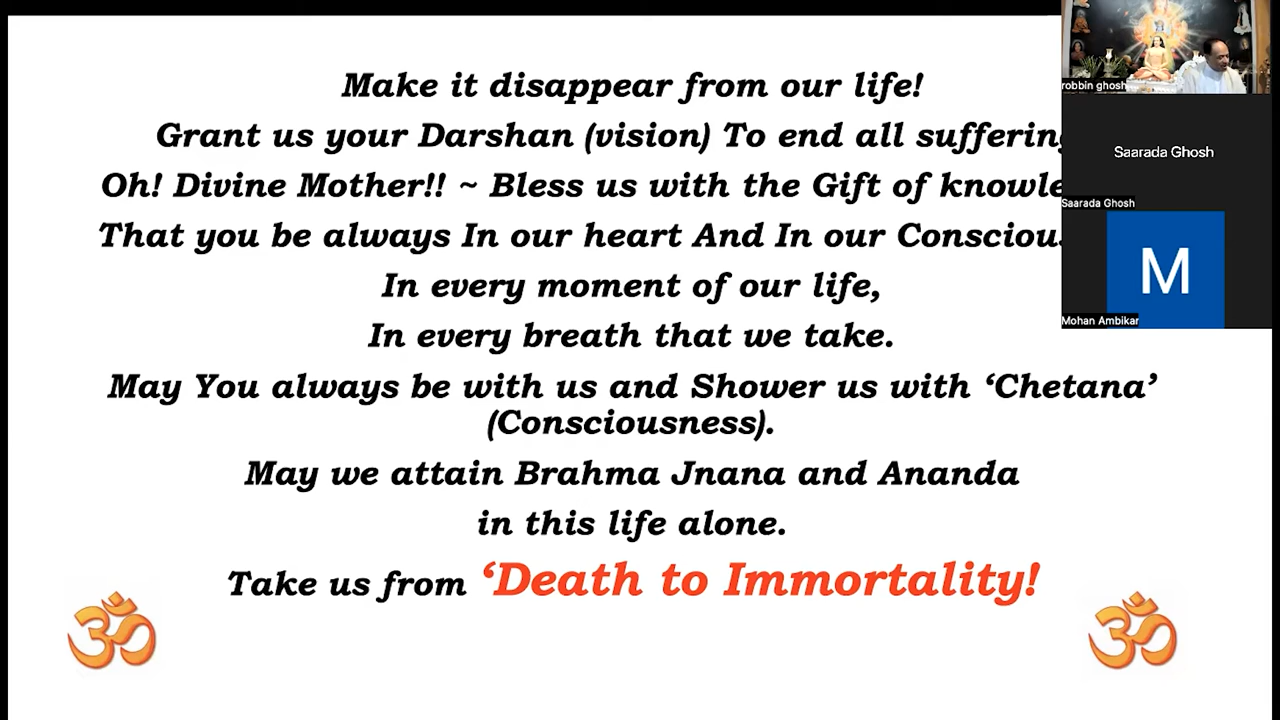 Make it disappear from our life!
Grant us your Darshan (vision) To end all suffering
Oh! Divine Mother!! ~ Bless us with the Gift of
That you be always In our heart And In our
In every moment of our life,
In every breath that we take.
May You always be with us and Shower us with ‘Chetana’
(Consciousness).
May we attain Brahma Jnana and Ananda
in this life alone.
Take us from ‘Death to Immortality!
ॐ
ॐ
robbin ghosh
Saarada Ghosh
Saarada Ghosh
M
Mohan Ambikar